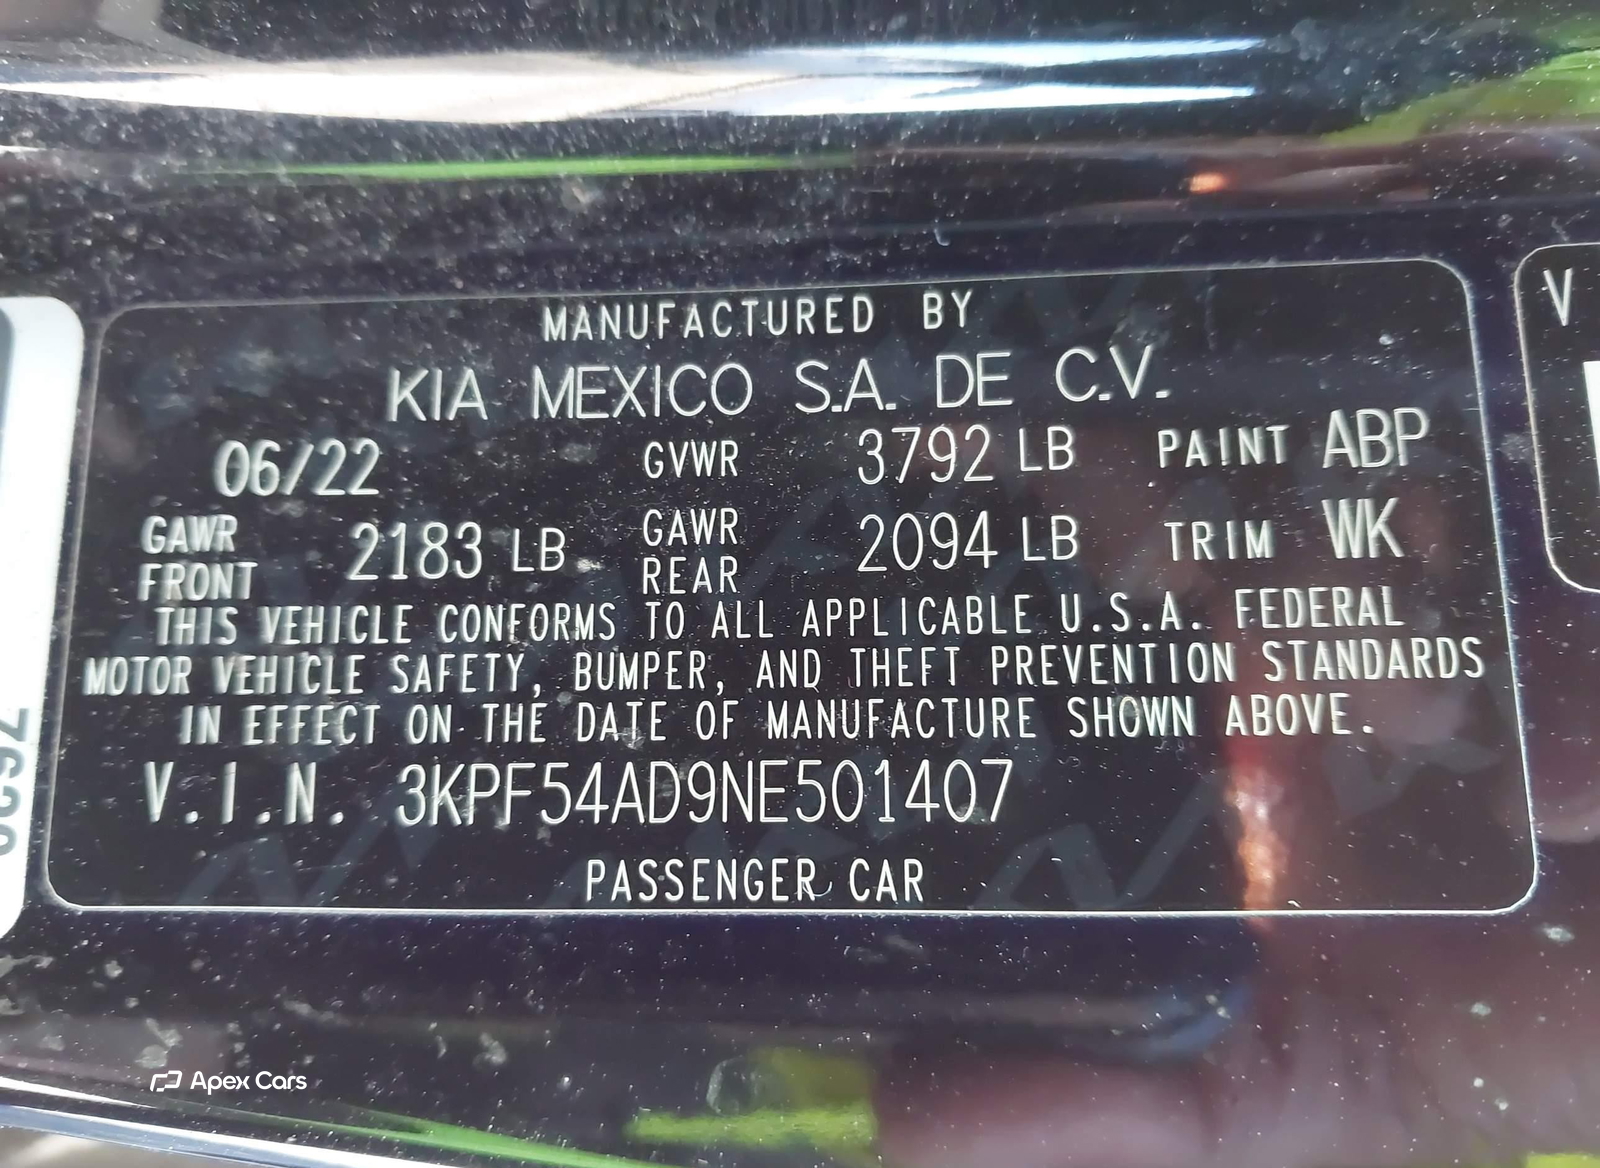 MANUFACTURED BY
KIA MEXICO S.A. DE C.V.
06/22 GVWR 3792 LB PAINT ABP
GAWR FRONT 2183 LB GAWR REAR 2094 LB TRIM WK
THIS VEHICLE CONFORMS TO ALL APPLICABLE U.S.A. FEDERAL
MOTOR VEHICLE SAFETY, BUMPER, AND THEFT PREVENTION STANDARDS
IN EFFECT ON THE DATE OF MANUFACTURE SHOWN ABOVE.
V.I.N. 3KPF54AD9NE501407
PASSENGER CAR
V
Apex Cars